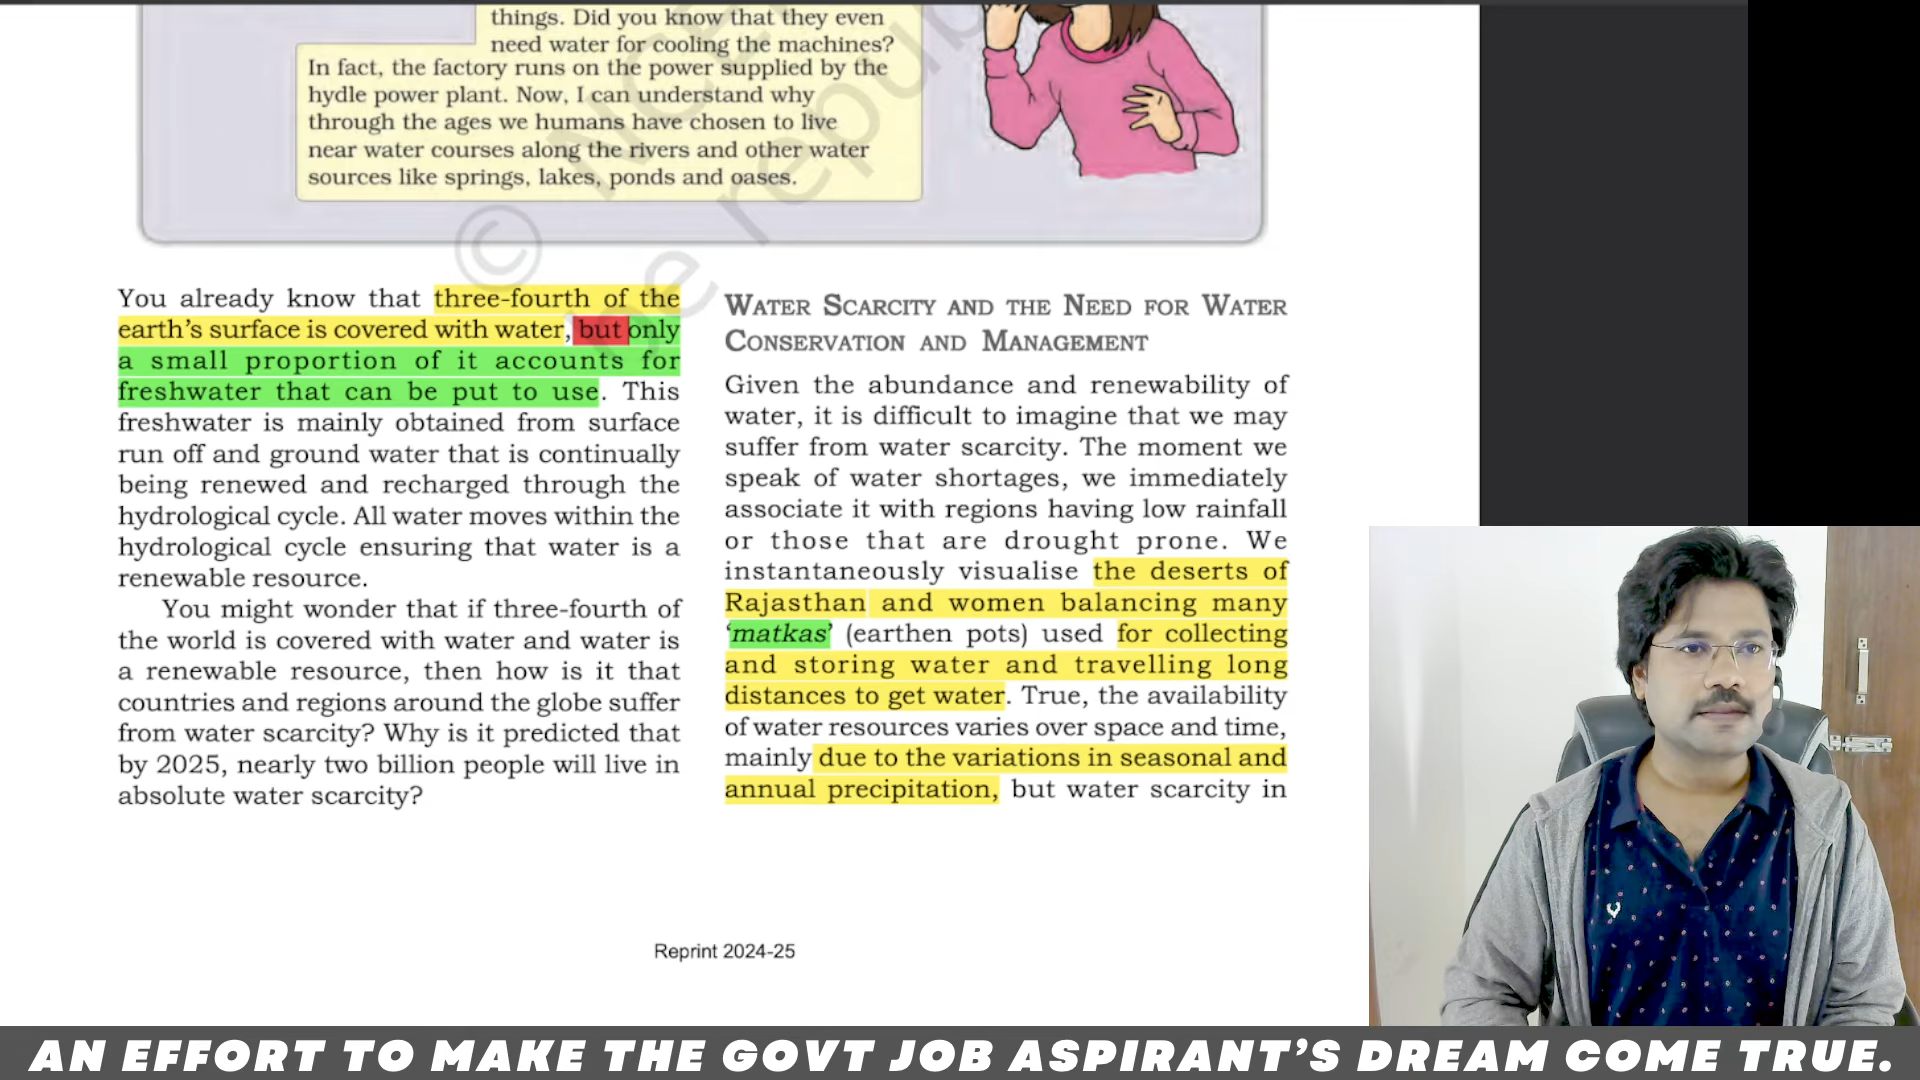 things. Did you know that they even
need water for cooling the machines?
In fact, the factory runs on the power supplied by the
hydle power plant. Now, I can understand why
through the ages we humans have chosen to live
near water courses along the rivers and other water
sources like springs, lakes, ponds and oases.
You already know that three-fourth of the
earth's surface is covered with water, but only
a small proportion of it accounts for
freshwater that can be put to use. This
freshwater is mainly obtained from surface
run off and ground water that is continually
being renewed and recharged through the
hydrological cycle. All water moves within the
hydrological cycle ensuring that water is a
renewable resource.
You might wonder that if three-fourth of
the world is covered with water and water is
a renewable resource, then how is it that
countries and regions around the globe suffer
from water scarcity? Why is it predicted that
by 2025, nearly two billion people will live in
absolute water scarcity?
WATER SCARCITY AND THE NEED FOR WATER
CONSERVATION AND MANAGEMENT
Given the abundance and renewability of
water, it is difficult to imagine that we may
suffer from water scarcity. The moment we
speak of water shortages, we immediately
associate it with regions having low rainfall
or those that are drought prone. We
instantaneously visualise the deserts of
Rajasthan and women balancing many
‘matkas’ (earthen pots) used for collecting
and storing water and travelling long
distances to get water. True, the availability
of water resources varies over space and time,
mainly due to the variations in seasonal and
annual precipitation, but water scarcity in
Reprint 2024-25
AN EFFORT TO MAKE THE GOVT JOB ASPIRANT’S DREAM COME TRUE.